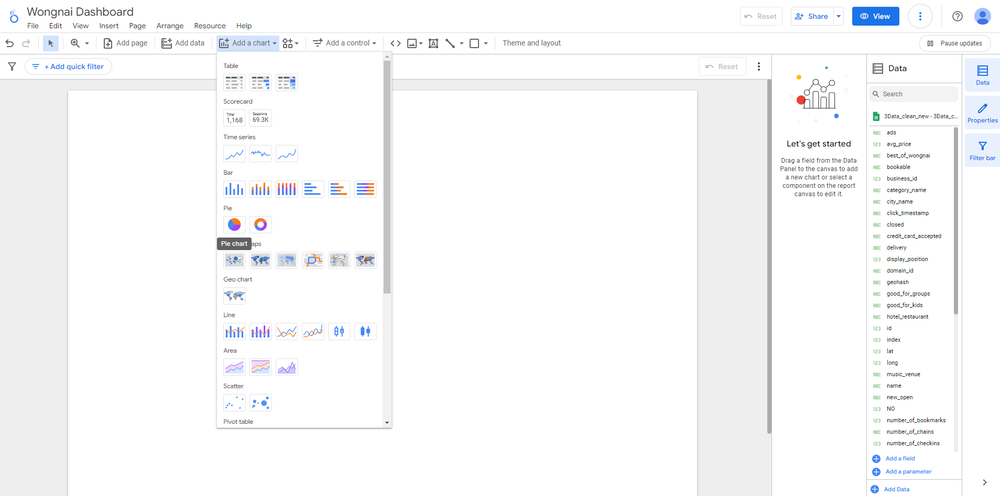 Wongnai Dashboard
File Edit View Insert Page Arrange Resource Help
Reset
Share
View
Add page
Add data
Add a chart
Add a control
Theme and layout
Pause updates
+ Add quick filter
Reset
Table
Scorecard
Total
1,168
Sessions
69.3K
Time series
Bar
Pie
Pie chart
aps
Geo chart
Line
Area
Scatter
Pivot table
Let's get started
Drag a field from the Data
Panel to the canvas to add
a new chart or select a
component on the report
canvas to edit it.
Data
Search
3Data_clean_new - 3Data_c...
ABC ads
123 avg_price
ABC best_of_wongnai
ABC bookable
123 business_id
ABC category_name
ABC city_name
ABC click_timestamp
ABC closed
ABC credit_card_accepted
ABC delivery
123 display_position
ABC domain_id
ABC geohash
ABC good_for_groups
ABC good_for_kids
ABC hotel_restaurant
123 id
123 index
123 lat
123 long
ABC music_venue
ABC name
ABC new_open
123 NO
123 number_of_bookmarks
ABC number_of_chains
123 number_of_checkins
Add a field
Add a parameter
Add Data
Data
Properties
Filter bar